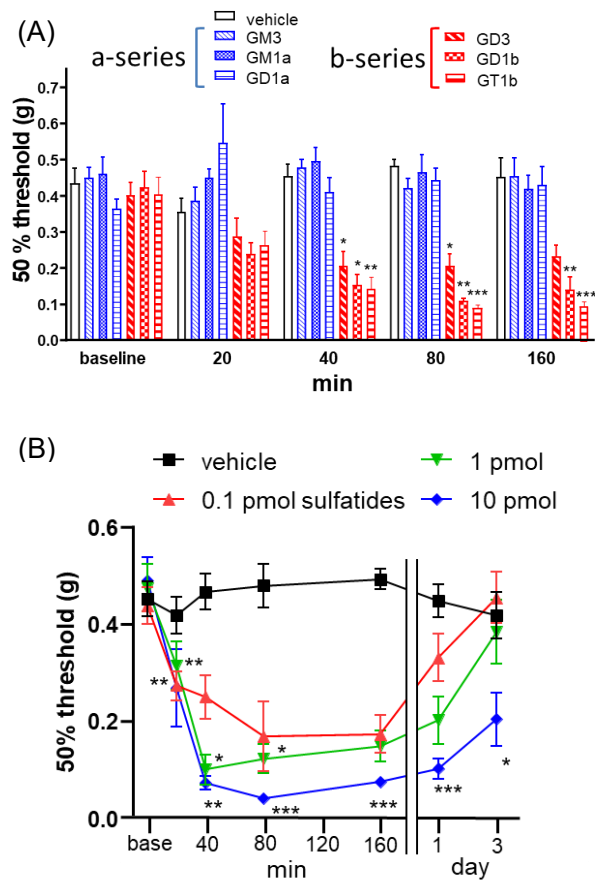 (A)
vehicle
a-series
GM3
GM1a
GD1a
b-series
GD3
GD1b
GT1b
50 % threshold (g)
0.7
0.6
0.5
0.4
0.3
0.2
0.1
0.0
* * **
* ** ***
** ***
baseline 20 40 80 160
min
(B)
vehicle 1 pmol
0.1 pmol sulfatides 10 pmol
50% threshold (g)
0.6
0.4
0.2
0.0
**
**
*
*
** *** *** *** *
base 40 80 120 160 1 3
min day